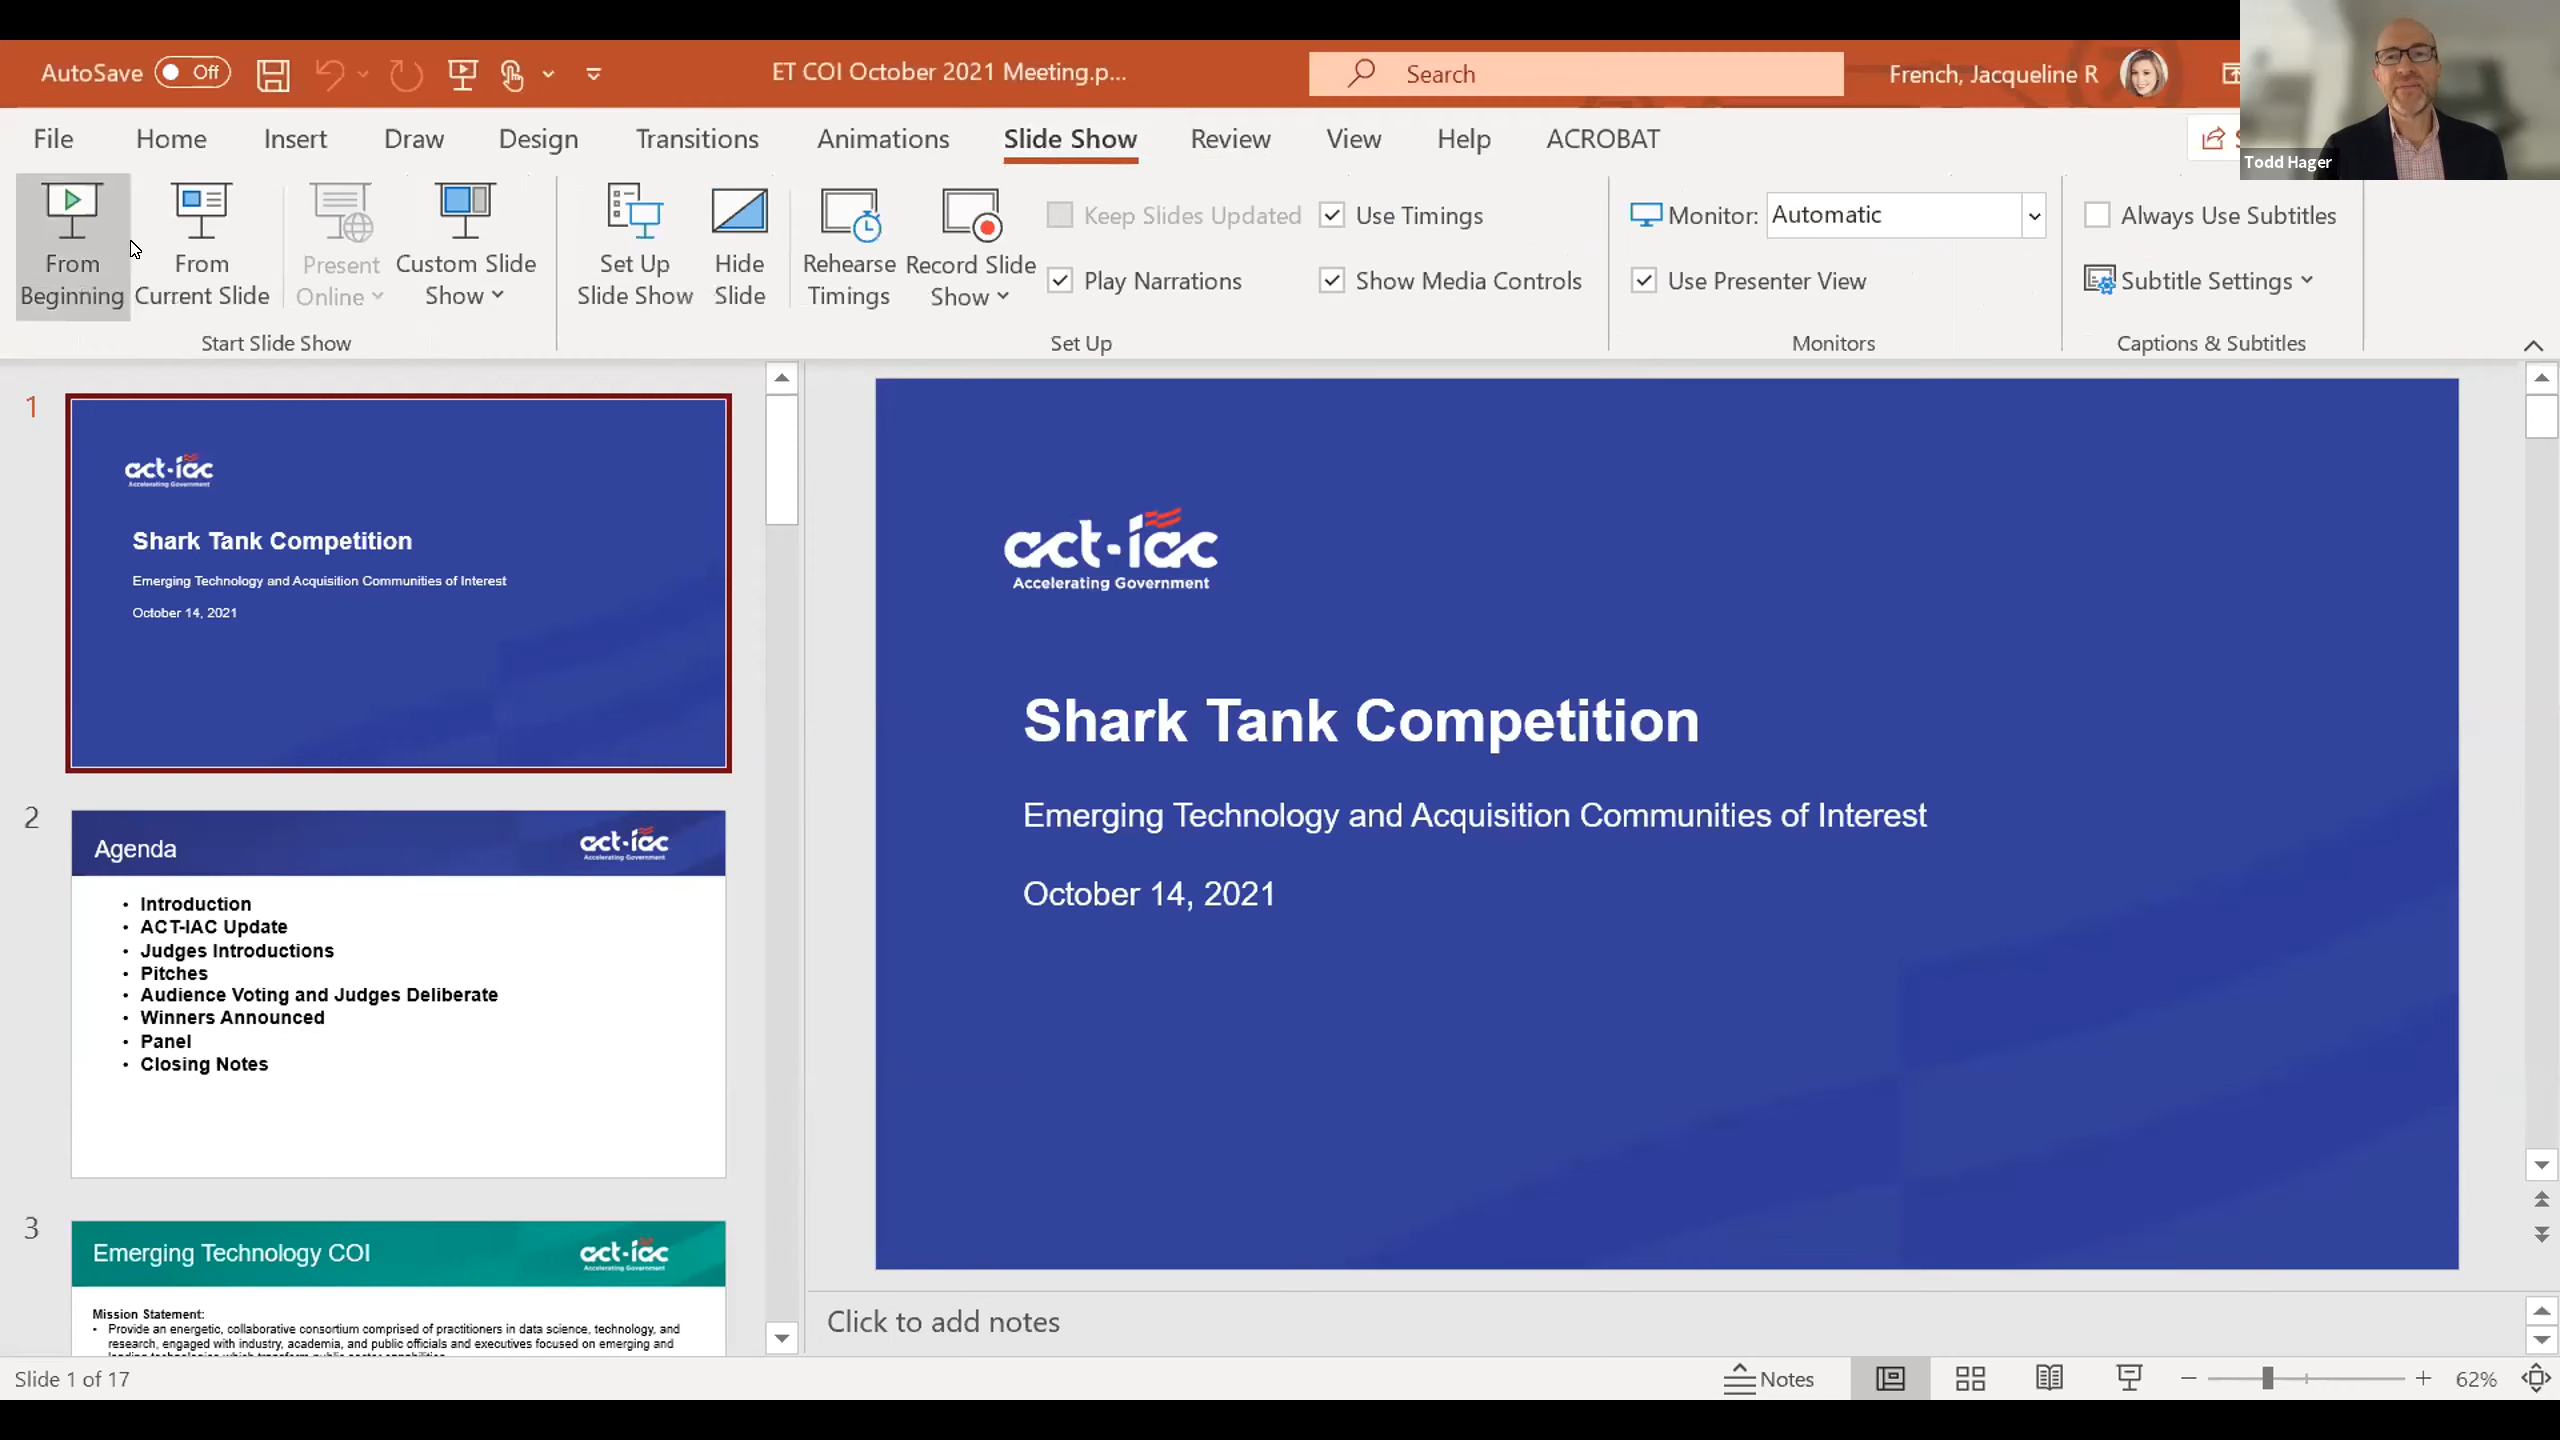 AutoSave Off
ET COI October 2021 Meeting.p...
Search
French, Jacqueline R
Todd Hager
File Home Insert Draw Design Transitions Animations Slide Show Review View Help ACROBAT
From Beginning
From Current Slide
Present Online
Custom Slide Show
Start Slide Show
Set Up Slide Show
Hide Slide
Rehearse Timings
Record Slide Show
Keep Slides Updated
Play Narrations
Use Timings
Show Media Controls
Set Up
Monitor: Automatic
Use Presenter View
Monitors
Always Use Subtitles
Subtitle Settings
Captions & Subtitles
1
act-iac
Accelerating Government
Shark Tank Competition
Emerging Technology and Acquisition Communities of Interest
October 14, 2021
2
Agenda
act-iac
Accelerating Government
• Introduction
• ACT-IAC Update
• Judges Introductions
• Pitches
• Audience Voting and Judges Deliberate
• Winners Announced
• Panel
• Closing Notes
3
Emerging Technology COI
act-iac
Accelerating Government
Mission Statement:
• Provide an energetic, collaborative consortium comprised of practitioners in data science, technology, and
research, engaged with industry, academia, and public officials and executives focused on emerging and
act-iac
Accelerating Government
Shark Tank Competition
Emerging Technology and Acquisition Communities of Interest
October 14, 2021
Click to add notes
Slide 1 of 17
Notes
62%